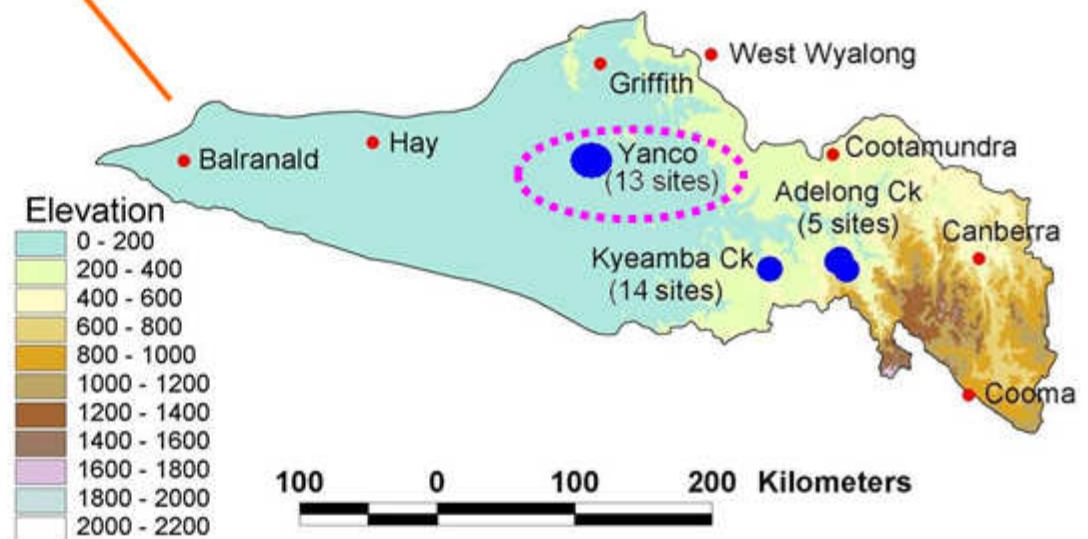 West Wyalong
Griffith
Balranald
Hay
Yanco
(13 sites)
Cootamundra
Adelong Ck
(5 sites)
Canberra
Kyeamba Ck
(14 sites)
Cooma
Elevation
0 - 200
200 - 400
400 - 600
600 - 800
800 - 1000
1000 - 1200
1200 - 1400
1400 - 1600
1600 - 1800
1800 - 2000
2000 - 2200
100 0 100 200 Kilometers